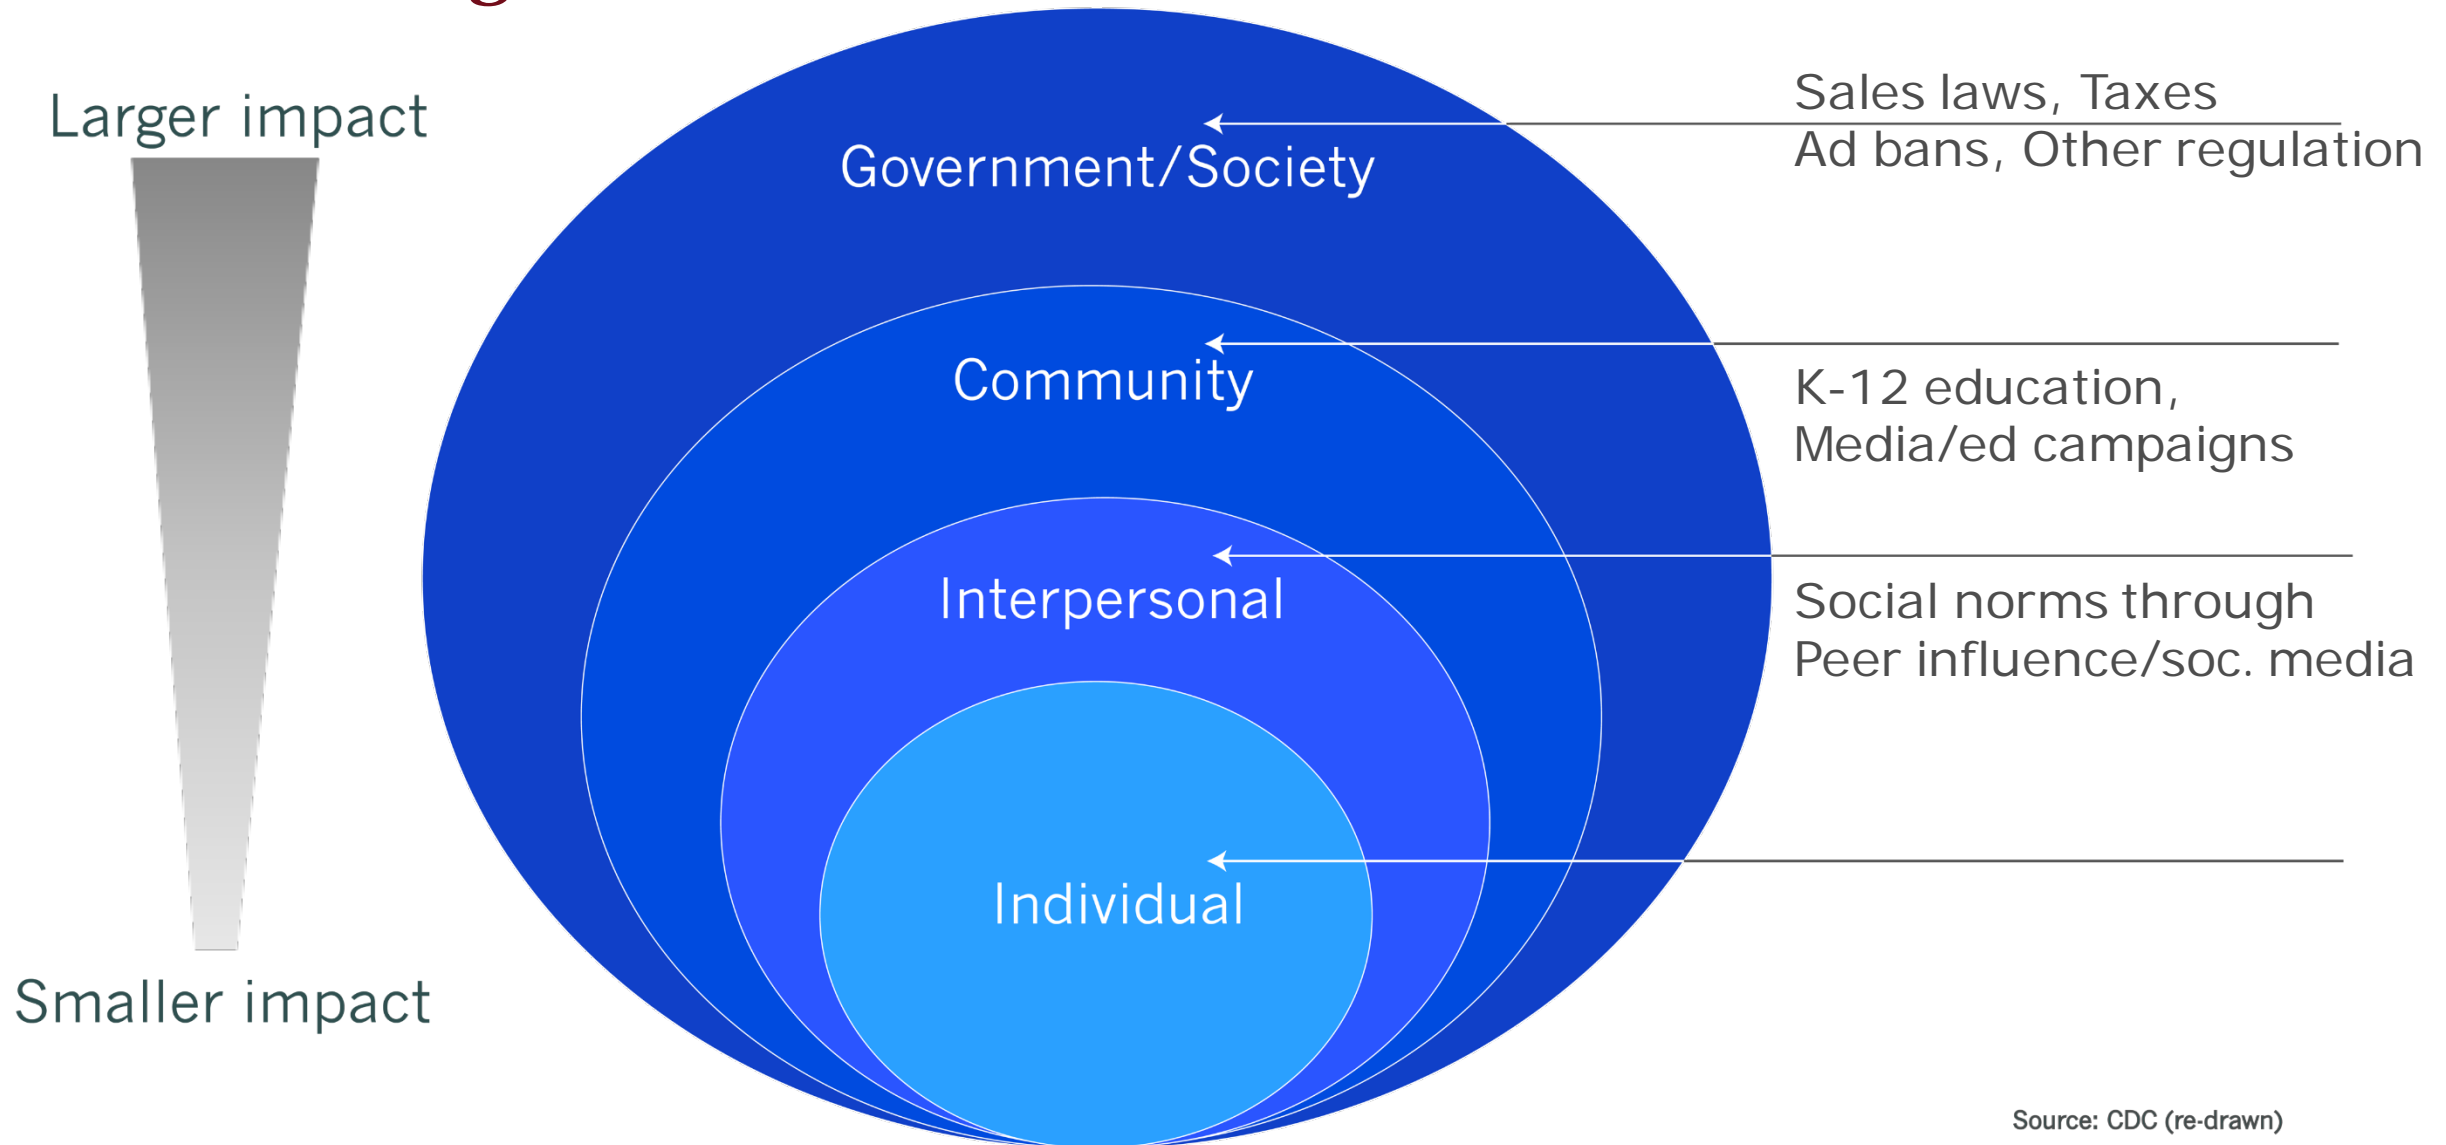 Larger impact
Smaller impact
Government/Society
Community
Interpersonal
Individual
Sales laws, Taxes
Ad bans, Other regulation
K-12 education,
Media/ed campaigns
Social norms through
Peer influence/soc. media
Source: CDC (re-drawn)